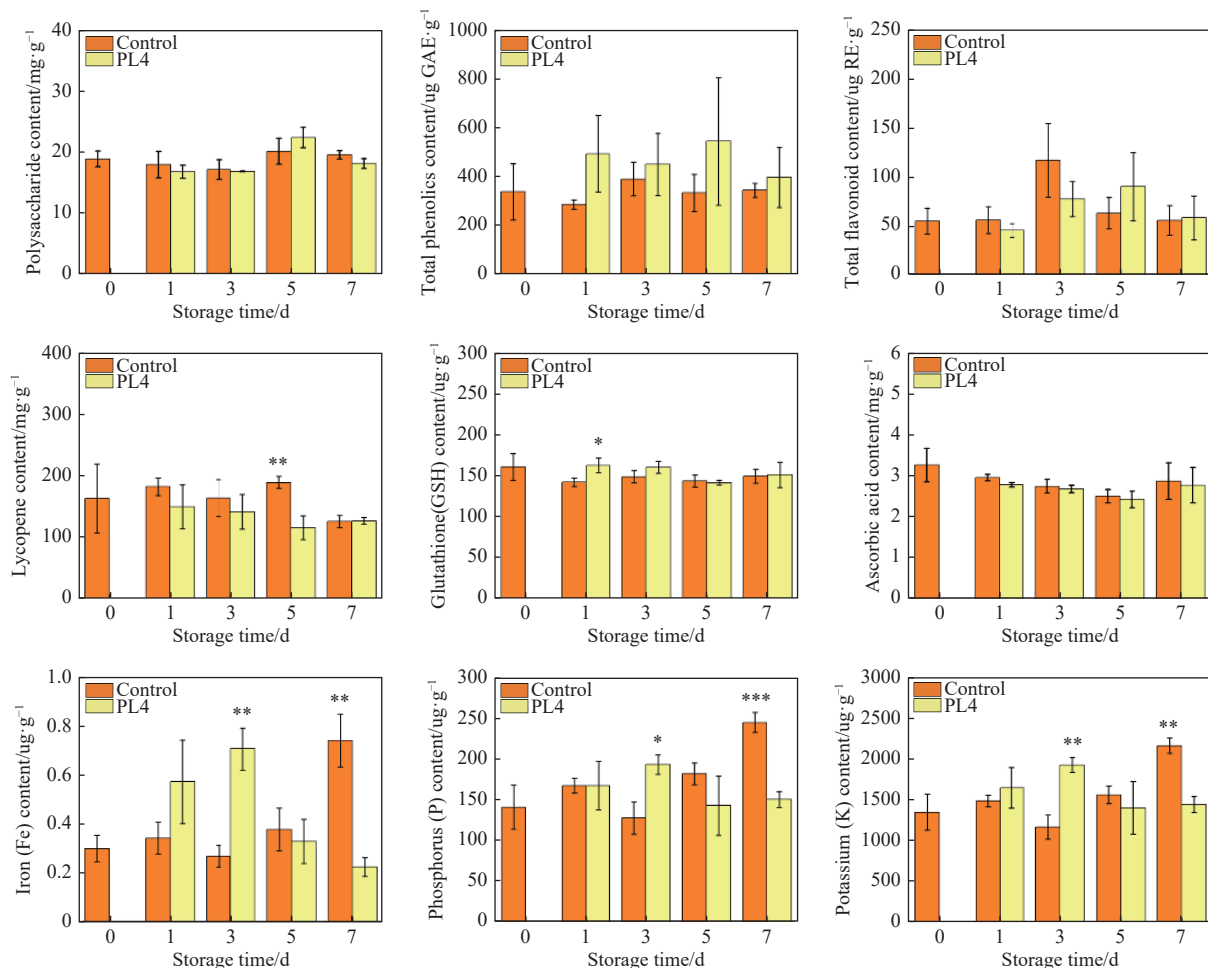 Polysaccharide content/mg·g⁻¹
40
30
20
10
0
Control
PL4
0 1 3 5 7
Storage time/d
Total phenolics content/ug GAE·g⁻¹
1000
800
600
400
200
0
Control
PL4
0 1 3 5 7
Storage time/d
Total flavonoid content/ug RE·g⁻¹
250
200
150
100
50
0
Control
PL4
0 1 3 5 7
Storage time/d
Lycopene content/mg·g⁻¹
400
300
200
100
0
Control
PL4
**
0 1 3 5 7
Storage time/d
Glutathione(GSH) content/ug·g⁻¹
300
250
200
150
100
50
0
Control
PL4
*
0 1 3 5 7
Storage time/d
Ascorbic acid content/mg·g⁻¹
6
5
4
3
2
1
0
Control
PL4
0 1 3 5 7
Storage time/d
Iron (Fe) content/ug·g⁻¹
1.0
0.8
0.6
0.4
0.2
0
Control
PL4
**
**
0 1 3 5 7
Storage time/d
Phosphorus (P) content/ug·g⁻¹
300
250
200
150
100
50
0
Control
PL4
*
***
0 1 3 5 7
Storage time/d
Potassium (K) content/ug·g⁻¹
3000
2500
2000
1500
1000
500
0
Control
PL4
**
**
0 1 3 5 7
Storage time/d